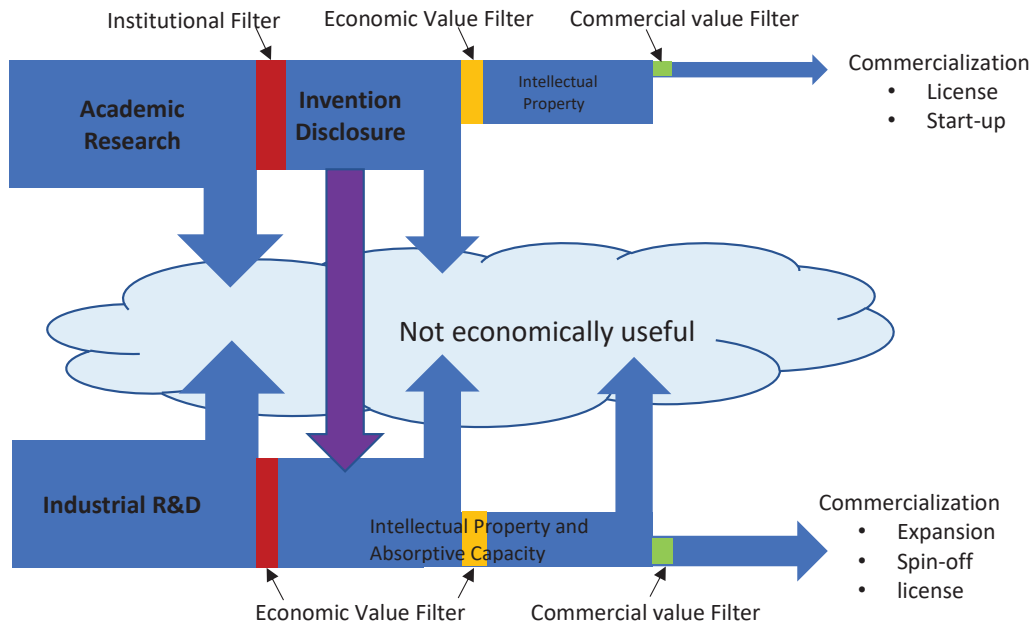 Institutional Filter
Economic Value Filter
Commercial value Filter
Academic
Research
Invention
Disclosure
Intellectual
Property
Commercialization
• License
• Start-up
Not economically useful
Industrial R&D
Intellectual Property and
Absorptive Capacity
Commercialization
• Expansion
• Spin-off
• license
Economic Value Filter
Commercial value Filter